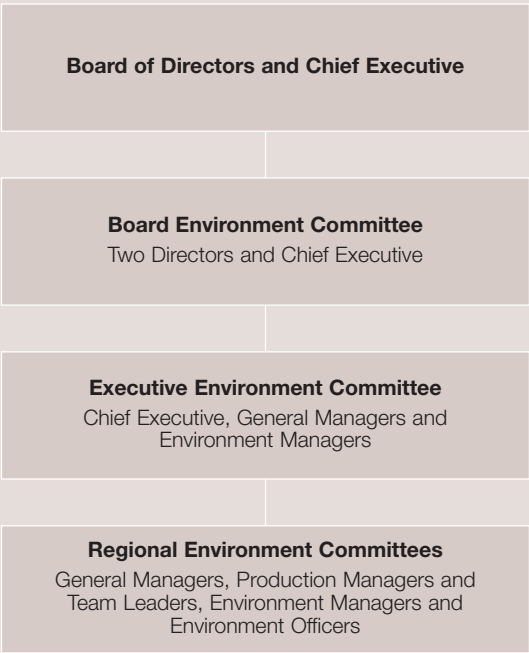 Board of Directors and Chief Executive
Board Environment Committee
Two Directors and Chief Executive
Executive Environment Committee
Chief Executive, General Managers and
Environment Managers
Regional Environment Committees
General Managers, Production Managers and
Team Leaders, Environment Managers and
Environment Officers